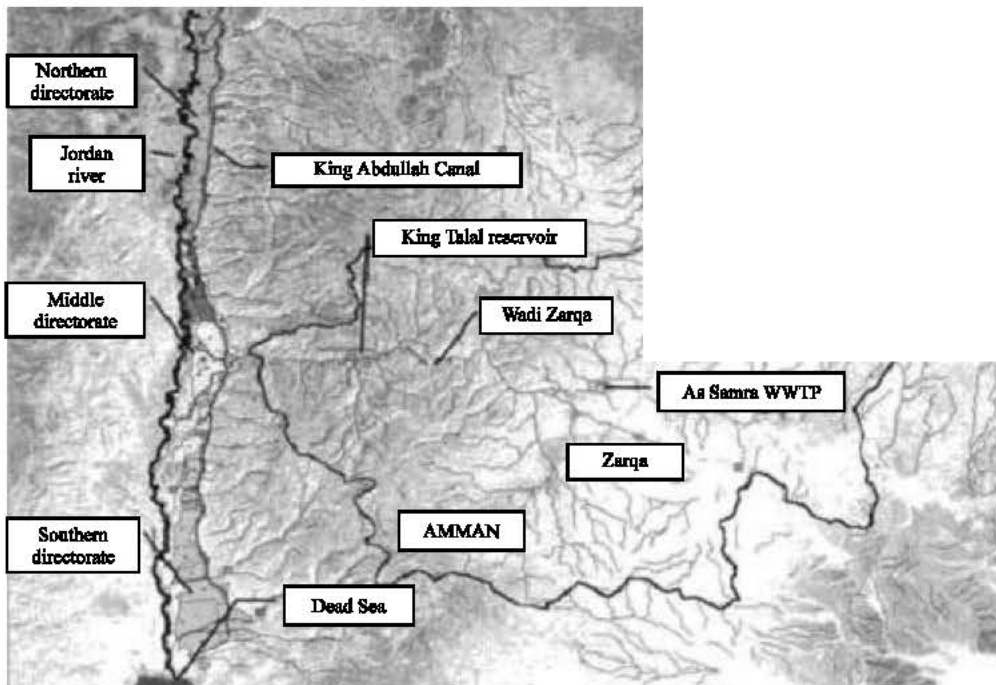 Northern
directorate
Jordan
river
King Abdullah Canal
King Talal reservoir
Middle
directorate
Wadi Zarqa
As Samra WWTP
Zarqa
Southern
directorate
AMMAN
Dead Sea